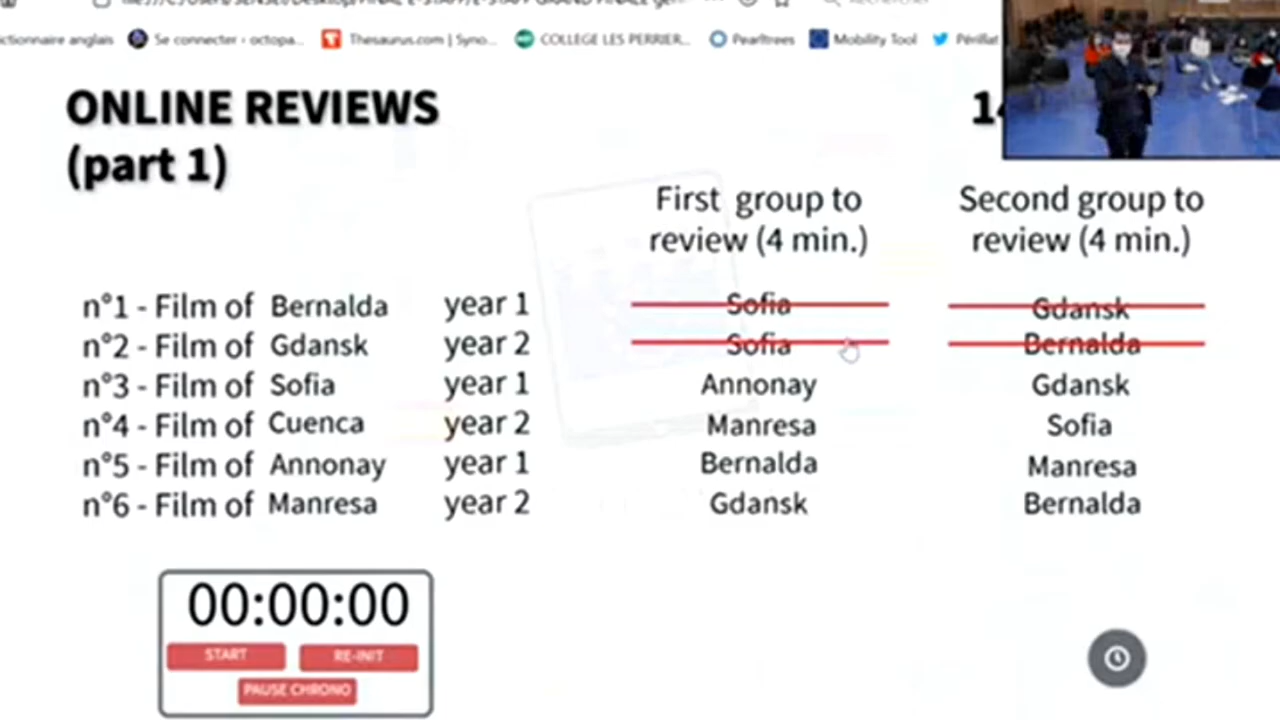 ctionnaire anglais Se connecter ‹ octopa... Thesaurus.com | Syno... COLLEGE LES PERRIER... Pearltrees Mobility Tool Périllat
ONLINE REVIEWS
(part 1)
First group to
review (4 min.)
Second group to
review (4 min.)
n°1 - Film of Bernalda year 1 Sofia Gdansk
n°2 - Film of Gdansk year 2 Sofia Bernalda
n°3 - Film of Sofia year 1 Annonay Gdansk
n°4 - Film of Cuenca year 2 Manresa Sofia
n°5 - Film of Annonay year 1 Bernalda Manresa
n°6 - Film of Manresa year 2 Gdansk Bernalda
00:00:00
START RE-INIT
PAUSE CHRONO